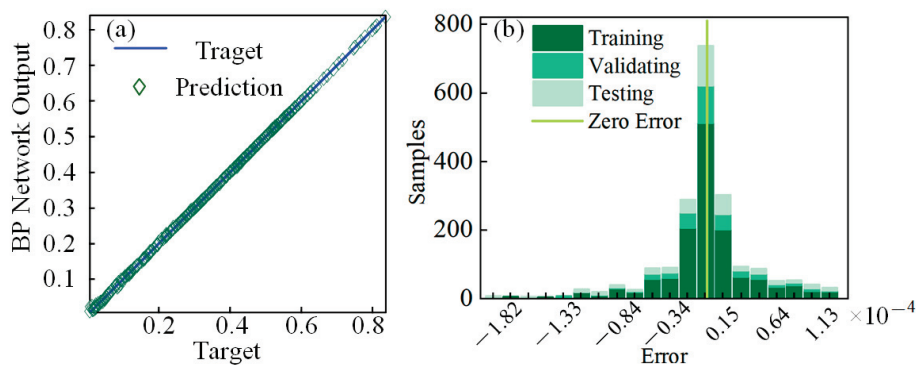 (a)
Traget
Prediction
BP Network Output
0.8
0.7
0.6
0.5
0.4
0.3
0.2
0.1
0.2
0.4
0.6
0.8
Target
(b)
Training
Validating
Testing
Zero Error
Samples
800
600
400
200
0
−1.82
−1.33
−0.84
−0.34
0.15
0.64
1.13
×10⁻⁴
Error